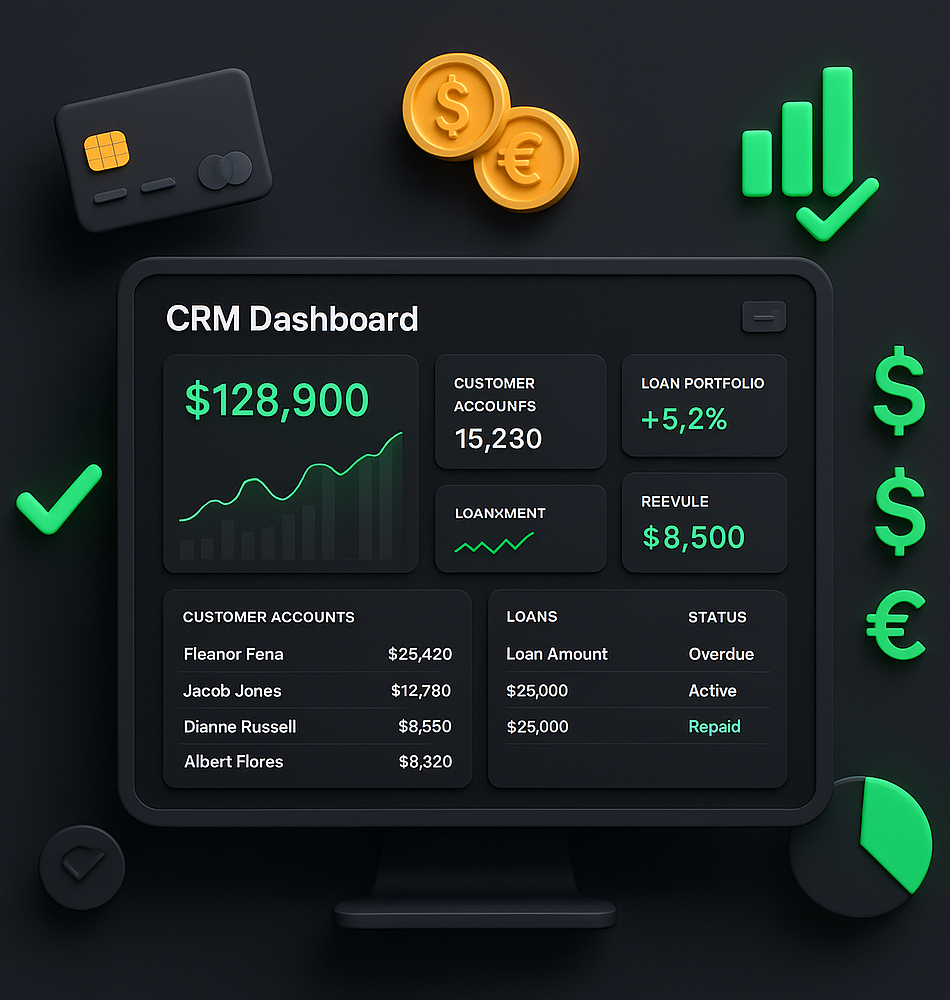 $
€
CRM Dashboard
$128,900
CUSTOMER
ACCOUNFS
15,230
LOAN PORTFOLIO
+5,2%
LOANXMENT
REEVULE
$8,500
CUSTOMER ACCOUNTS
Fleanor Fena $25,420
Jacob Jones $12,780
Dianne Russell $8,550
Albert Flores $8,320
LOANS STATUS
Loan Amount Overdue
$25,000 Active
$25,000 Repaid
$
$
€